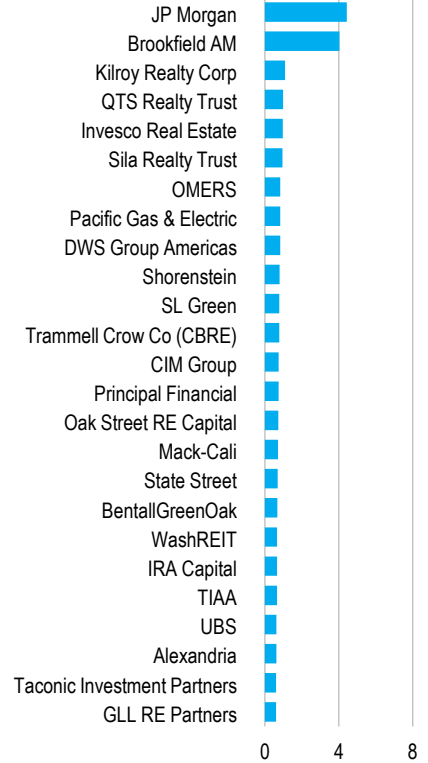 JP Morgan
Brookfield AM
Kilroy Realty Corp
QTS Realty Trust
Invesco Real Estate
Sila Realty Trust
OMERS
Pacific Gas & Electric
DWS Group Americas
Shorenstein
SL Green
Trammell Crow Co (CBRE)
CIM Group
Principal Financial
Oak Street RE Capital
Mack-Cali
State Street
BentallGreenOak
WashREIT
IRA Capital
TIAA
UBS
Alexandria
Taconic Investment Partners
GLL RE Partners
0 4 8